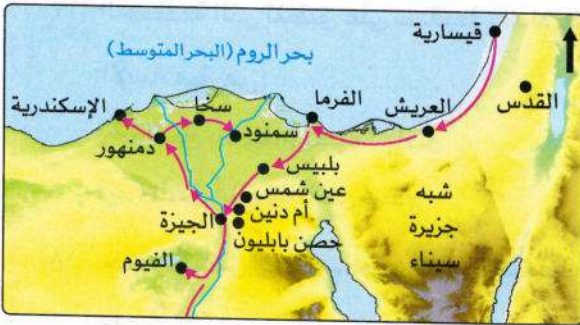 قيسارية
بحر الروم (البحر المتوسط)
القدس
العريش
الفرما
سخا
الإسكندرية
سمنود
دمنهور
بلبيس
عين شمس
أم دنين
الجيزة
حصن بابليون
الفيوم
شبه
جزيرة
سيناء